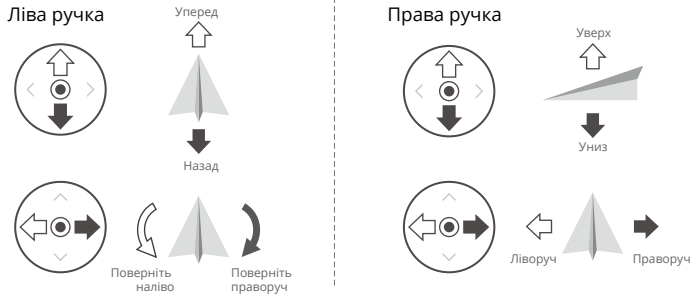 Ліва ручка
Уперед
Назад
Поверніть
наліво
Поверніть
праворуч
Права ручка
Уверх
Униз
Ліворуч
Праворуч